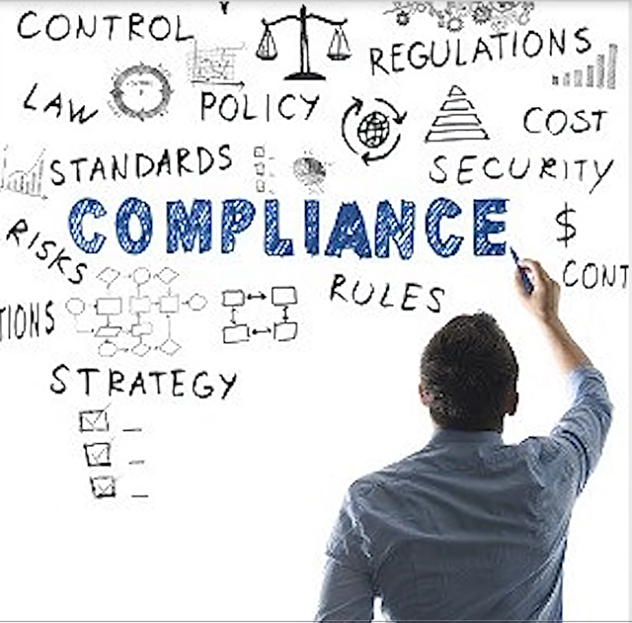 CONTROL
REGULATIONS
LAW
POLICY
COST
STANDARDS
SECURITY
COMPLIANCE
$
RISKS
CONT
TIONS
RULES
STRATEGY